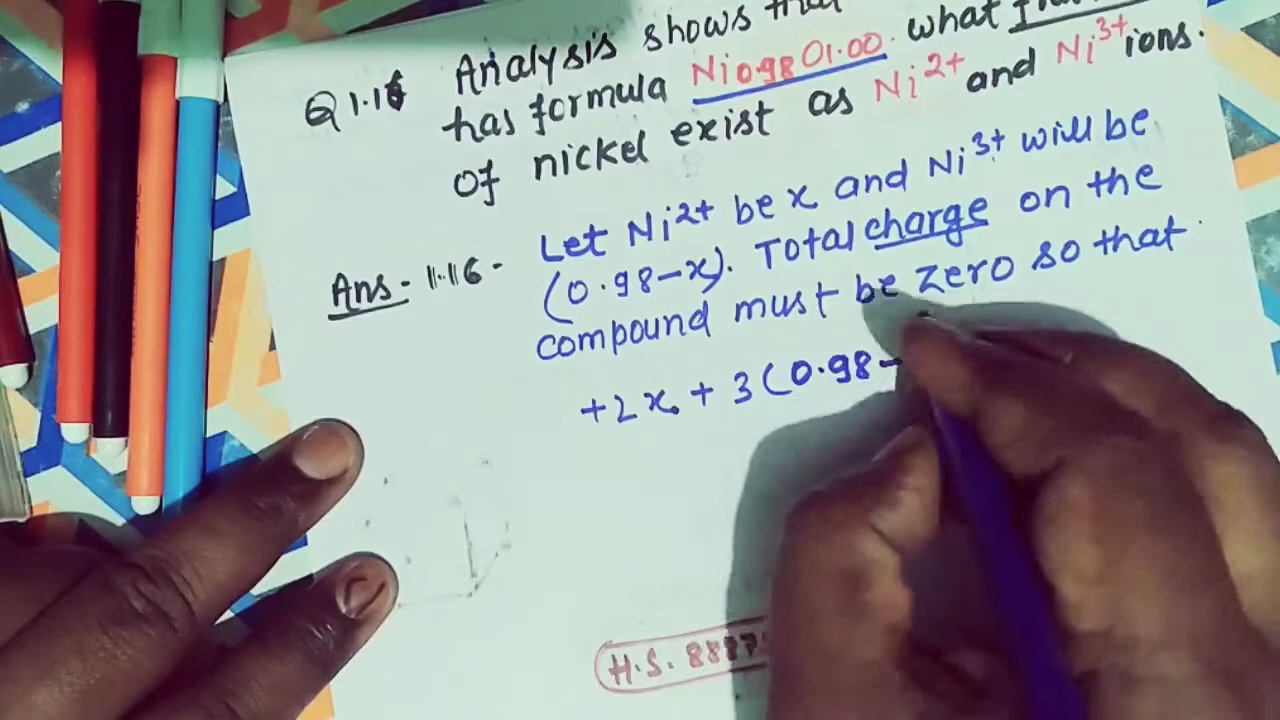 Q 1.16 Analysis shows that
has formula Ni0.98O1.00. what
of nickel exist as Ni2+ and Ni3+ ions.
Ans - 1.16 - Let Ni2+ be x and Ni3+ will be
(0.98-x). Total charge on the
compound must be zero so that
+2x + 3(0.98-
H.S. 888